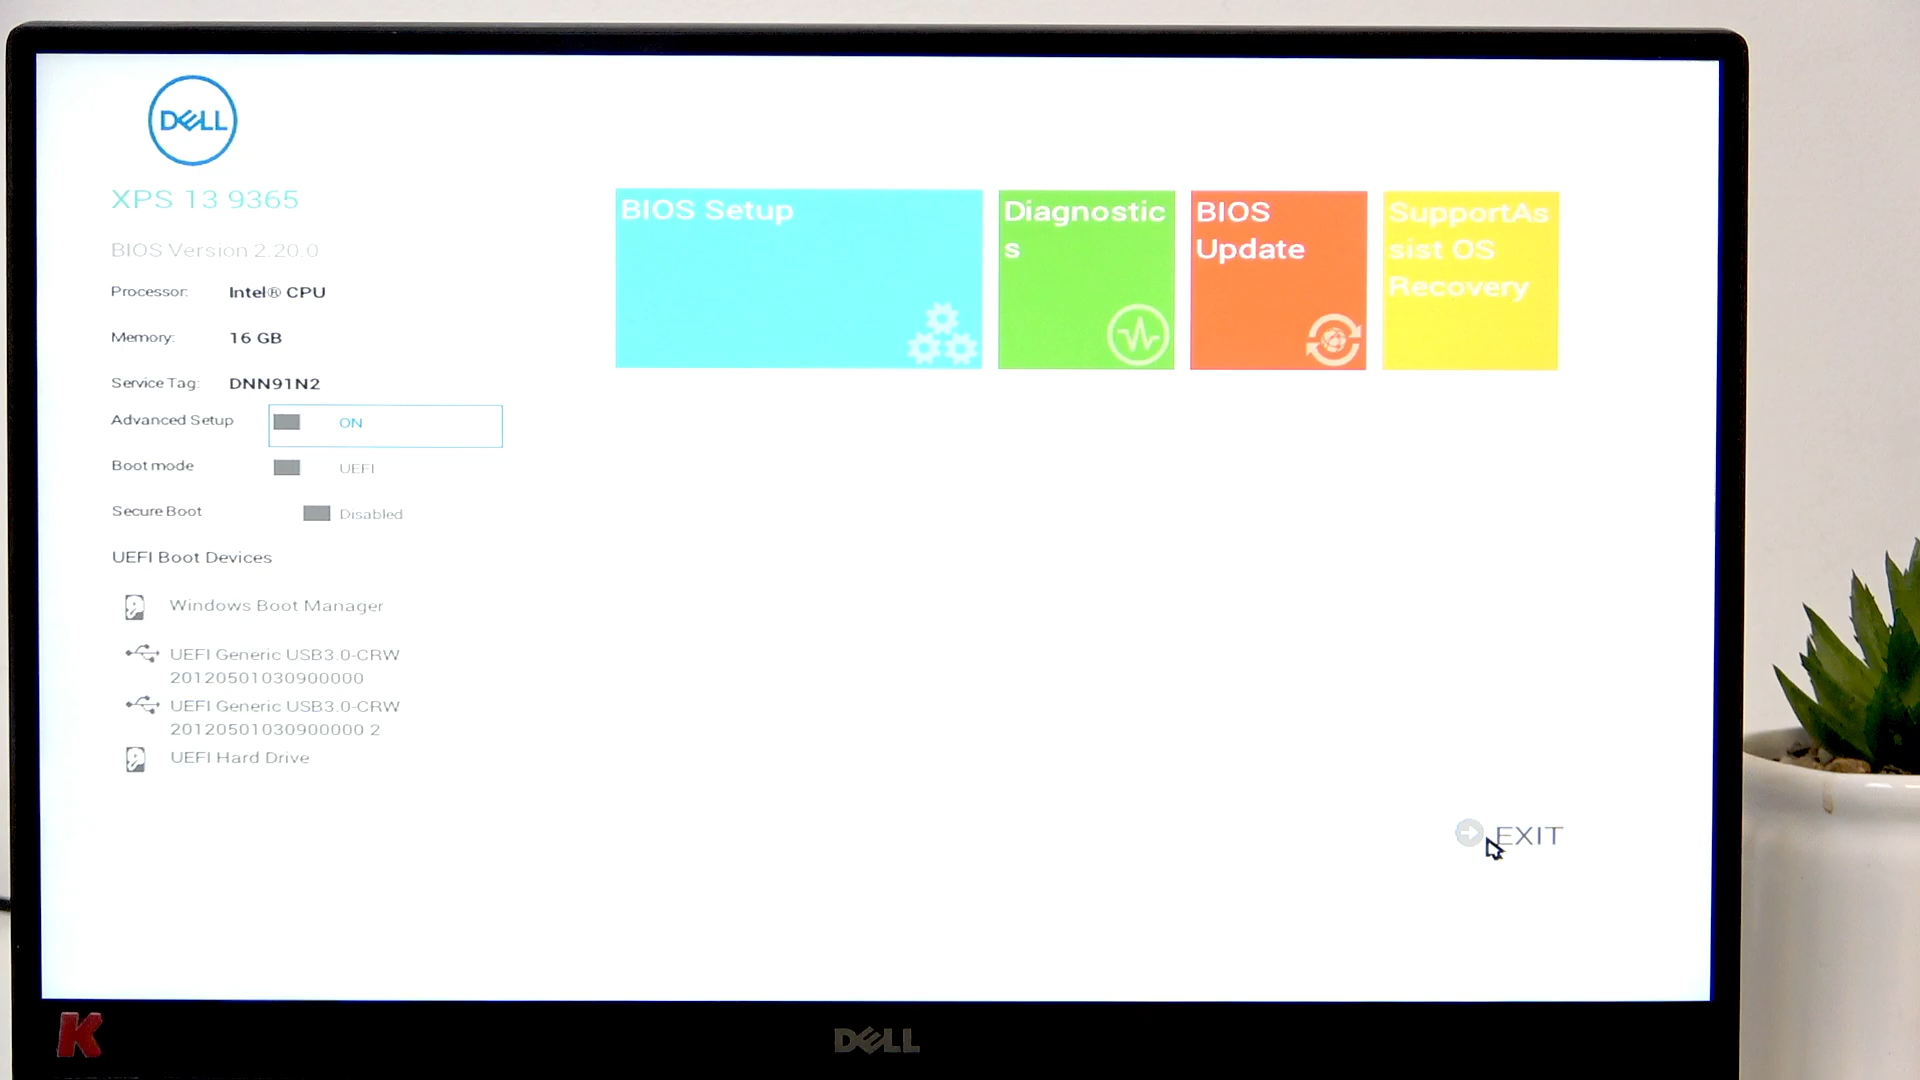 DELL
XPS 13 9365
BIOS Version 2.20.0
Processor: Intel® CPU
Memory: 16 GB
Service Tag: DNN91N2
Advanced Setup ON
Boot mode UEFI
Secure Boot Disabled
UEFI Boot Devices
Windows Boot Manager
UEFI Generic USB3.0-CRW
20120501030900000
UEFI Generic USB3.0-CRW
20120501030900000 2
UEFI Hard Drive
BIOS Setup
Diagnostic
s
BIOS
Update
SupportAs
sist OS
Recovery
EXIT
K
DELL